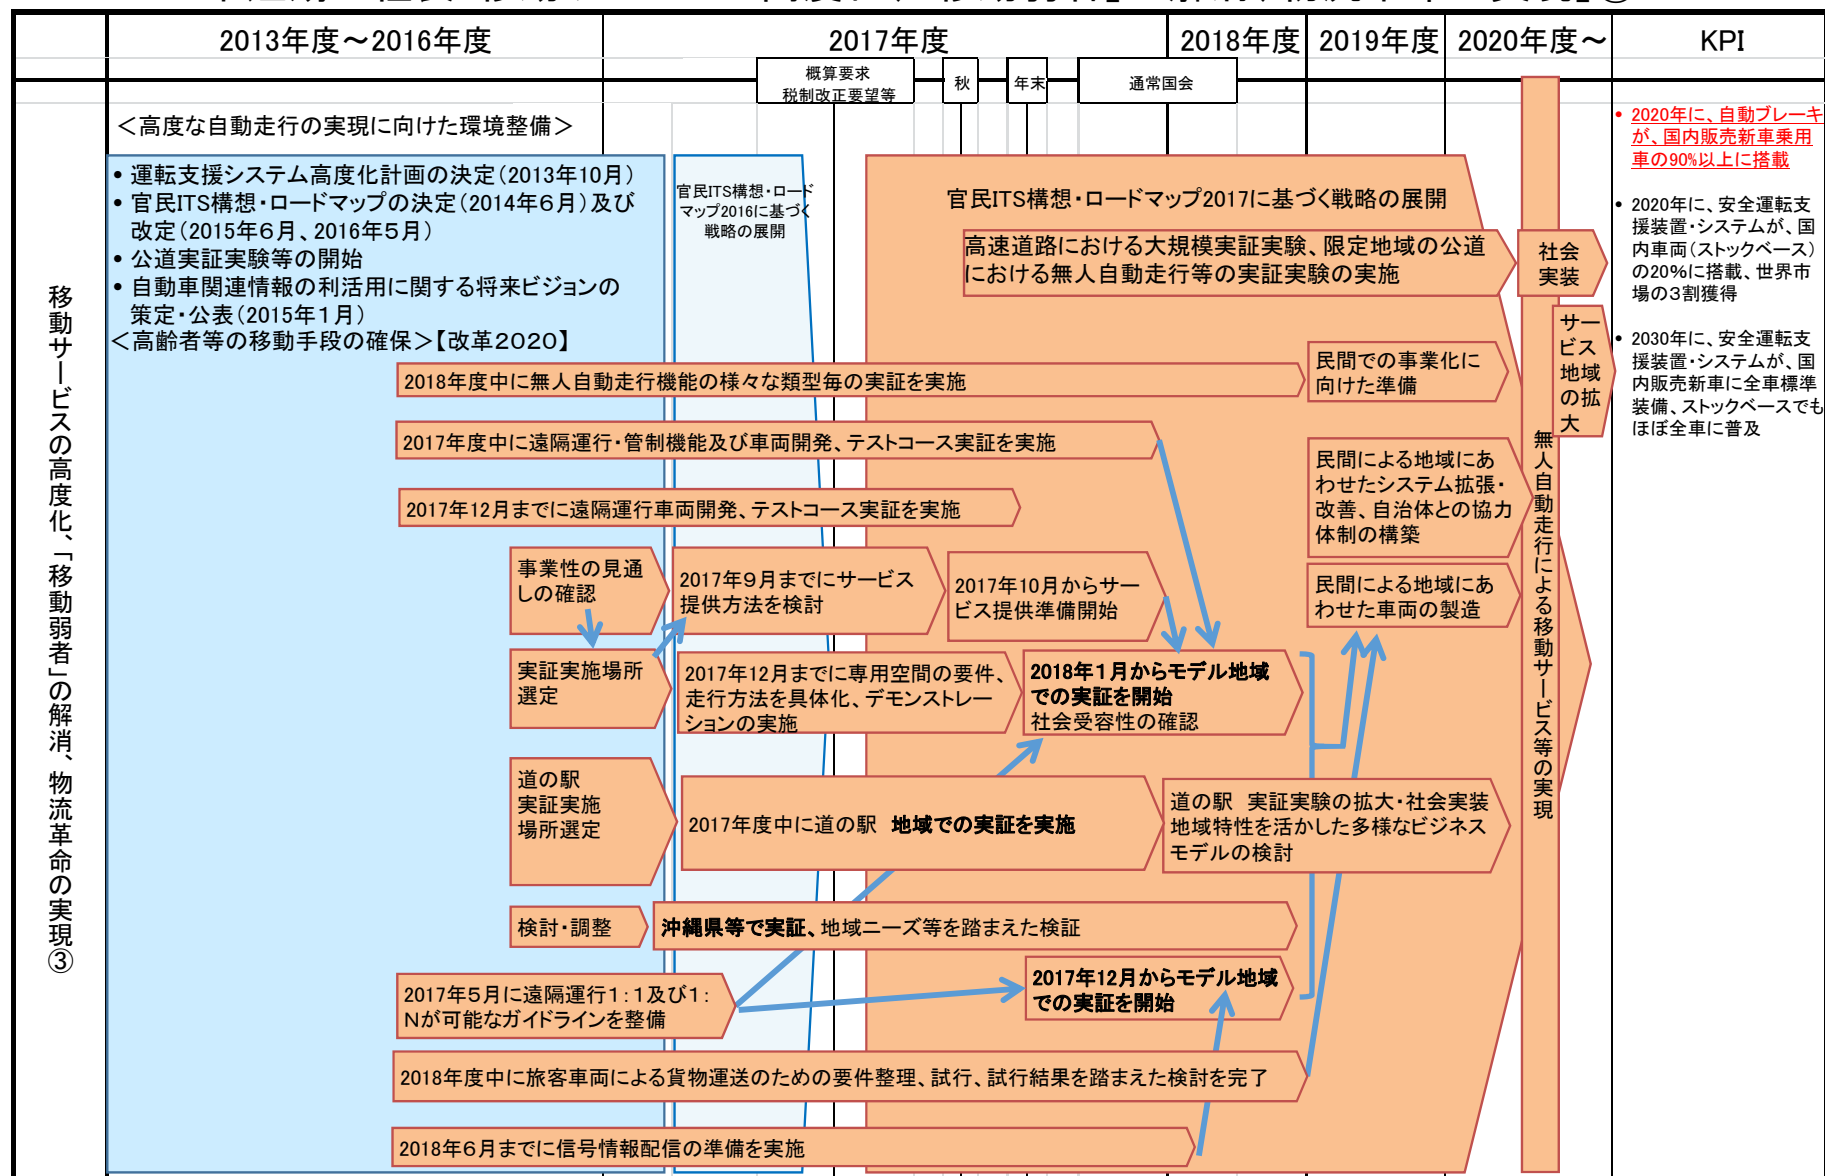 2013年度～2016年度
2017年度
2018年度
2019年度
2020年度～
KPI
概算要求
税制改正要望等
秋
年末
通常国会
移動サービスの高度化、「移動弱者」の解消、物流革命の実現③
＜高度な自動走行の実現に向けた環境整備＞
• 運転支援システム高度化計画の決定（2013年10月）
• 官民ITS構想・ロードマップの決定（2014年６月）及び
改定（2015年６月、2016年５月）
• 公道実証実験等の開始
• 自動車関連情報の利活用に関する将来ビジョンの
策定・公表（2015年１月）
＜高齢者等の移動手段の確保＞【改革２０２０】
官民ITS構想・ロード
マップ2016に基づく
戦略の展開
官民ITS構想・ロードマップ2017に基づく戦略の展開
高速道路における大規模実証実験、限定地域の公道
における無人自動走行等の実証実験の実施
社会
実装
サー
ビス
地域
の拡
大
2018年度中に無人自動走行機能の様々な類型毎の実証を実施
民間での事業化に
向けた準備
2017年度中に遠隔運行・管制機能及び車両開発、テストコース実証を実施
民間による地域にあ
わせたシステム拡張・
改善、自治体との協力
体制の構築
2017年12月までに遠隔運行車両開発、テストコース実証を実施
事業性の見通
しの確認
2017年９月までにサービス
提供方法を検討
2017年10月からサー
ビス提供準備開始
民間による地域にあ
わせた車両の製造
実証実施場所
選定
2017年12月までに専用空間の要件、
走行方法を具体化、デモンストレー
ションの実施
2018年１月からモデル地域
での実証を開始
社会受容性の確認
道の駅
実証実施
場所選定
2017年度中に道の駅　地域での実証を実施
道の駅　実証実験の拡大・社会実装
地域特性を活かした多様なビジネス
モデルの検討
検討・調整
沖縄県等で実証、地域ニーズ等を踏まえた検証
2017年５月に遠隔運行１：１及び１：
Ｎが可能なガイドラインを整備
2017年12月からモデル地域
での実証を開始
2018年度中に旅客車両による貨物運送のための要件整理、試行、試行結果を踏まえた検討を完了
2018年６月までに信号情報配信の準備を実施
無人自動走行による移動サービス等の実現
• 2020年に、自動ブレーキ
が、国内販売新車乗用
車の90%以上に搭載
• 2020年に、安全運転支
援装置・システムが、国
内車両（ストックベース）
の20％に搭載、世界市
場の３割獲得
• 2030年に、安全運転支
援装置・システムが、国
内販売新車に全車標準
装備、ストックベースでも
ほぼ全車に普及